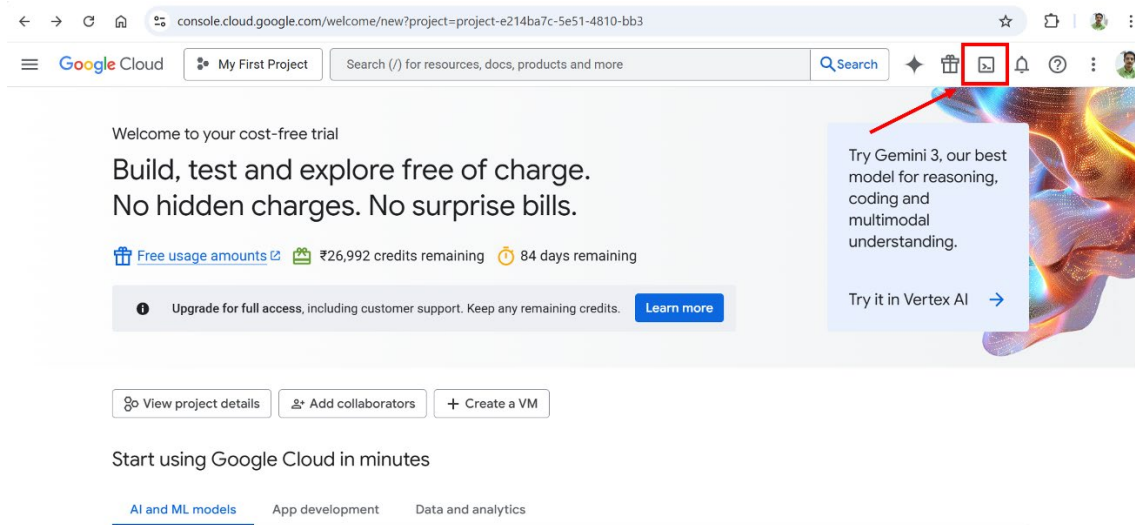 console.cloud.google.com/welcome/new?project=project-e214ba7c-5e51-4810-bb3
Google Cloud
My First Project
Search (/) for resources, docs, products and more
Search
Welcome to your cost-free trial
Build, test and explore free of charge.
No hidden charges. No surprise bills.
Free usage amounts
₹26,992 credits remaining
84 days remaining
Upgrade for full access, including customer support. Keep any remaining credits.
Learn more
Try Gemini 3, our best
model for reasoning,
coding and
multimodal
understanding.
Try it in Vertex AI
View project details
Add collaborators
+ Create a VM
Start using Google Cloud in minutes
AI and ML models
App development
Data and analytics